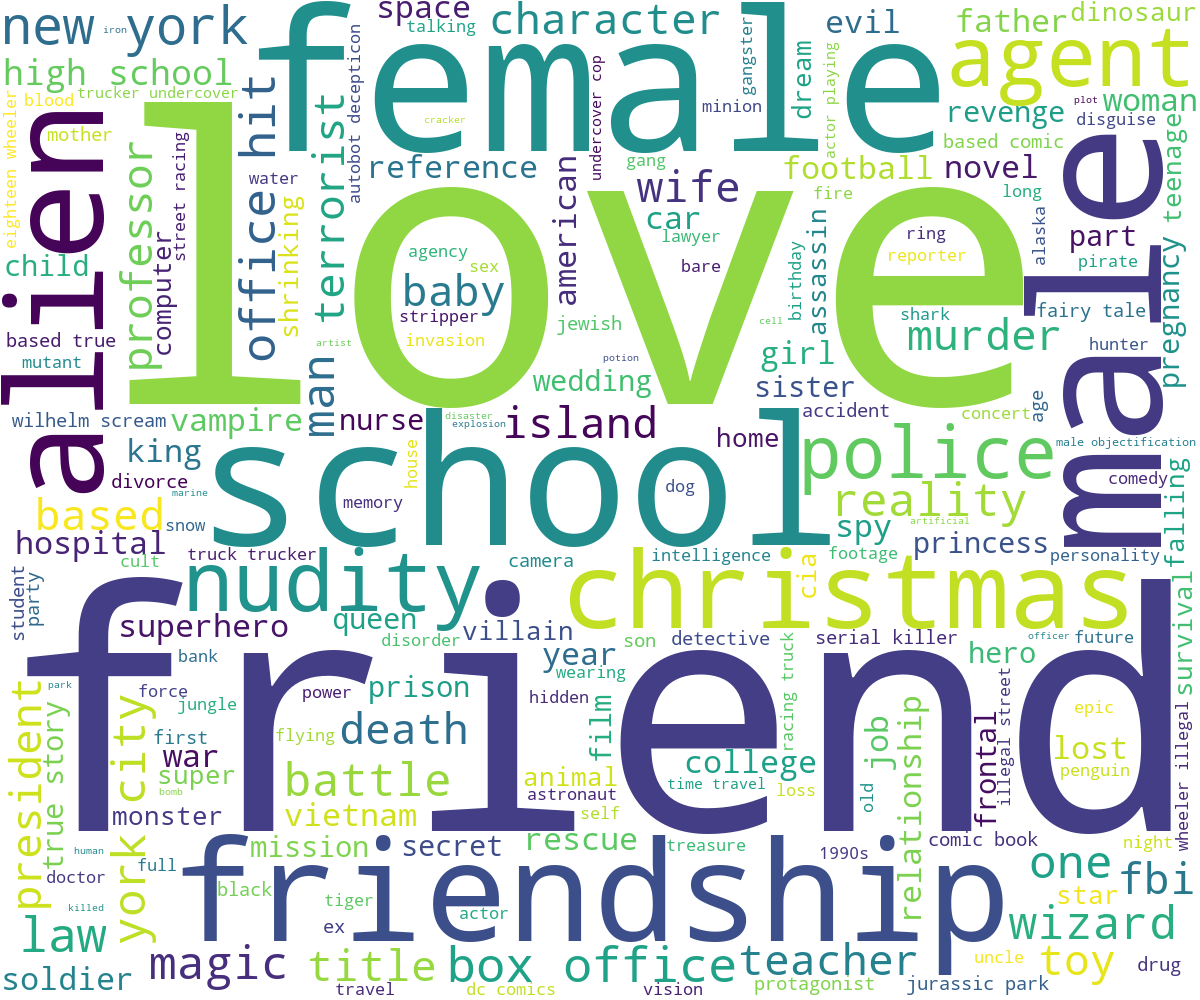 new
iron
york
female
space
talking
character
gangster
dream
evil
actor playing
father
dinosaur
agent
high school
trucker undercover
blood
mother
eighteen wheeler
alien
professor
street racing
computer
office hit
shrinking
terrorist
man
autobot decepticon
cracker
reference
american
undercover cop
minion
gang
wife
car
lawyer
bare
football
fire
revenge
based comic
novel
long
plot
woman
disguise
teenage
male
part
pirate
alaska
love
child
based true
mutant
agency
sex
baby
stripper
invasion
artist
jewish
potion
cell
birthday
assassin
girl
wedding
sister
ring
reporter
shark
murder
fairy tale
hunter
pregnancy
wilhelm scream
vampire
nurse
disaster
explosion
island
home
accident
concert
age
male objectification
king
divorce
marine
snow
based
hospital
cult
school
house
memory
dog
police
reality
artificial
spy
comedy
falling
princess
personality
truck trucker
camera
intelligence
footage
cia
student
party
nudity
christmas
superhero
queen
disorder
villain
year
wearing
son
detective
serial killer
officer
future
hero
survival
bank
friend
park
force
jungle
power
prison
hidden
film
racing truck
job
relationship
frontal
illegal street
epic
lost
penguin
wheeler illegal
president
true story
york city
first
war
super
bomb
flying
death
battle
vietnam
monster
animal
astronaut
self
college
time travel
loss
old
human
full
doctor
mission
secret
rescue
treasure
1990s
comic book
night
friendship
one
fbi
star
killed
law
black
tiger
ex
actor
wizard
soldier
magic
travel
title
box office
dc comics
vision
teacher
protagonist
uncle
jurassic park
toy
drug